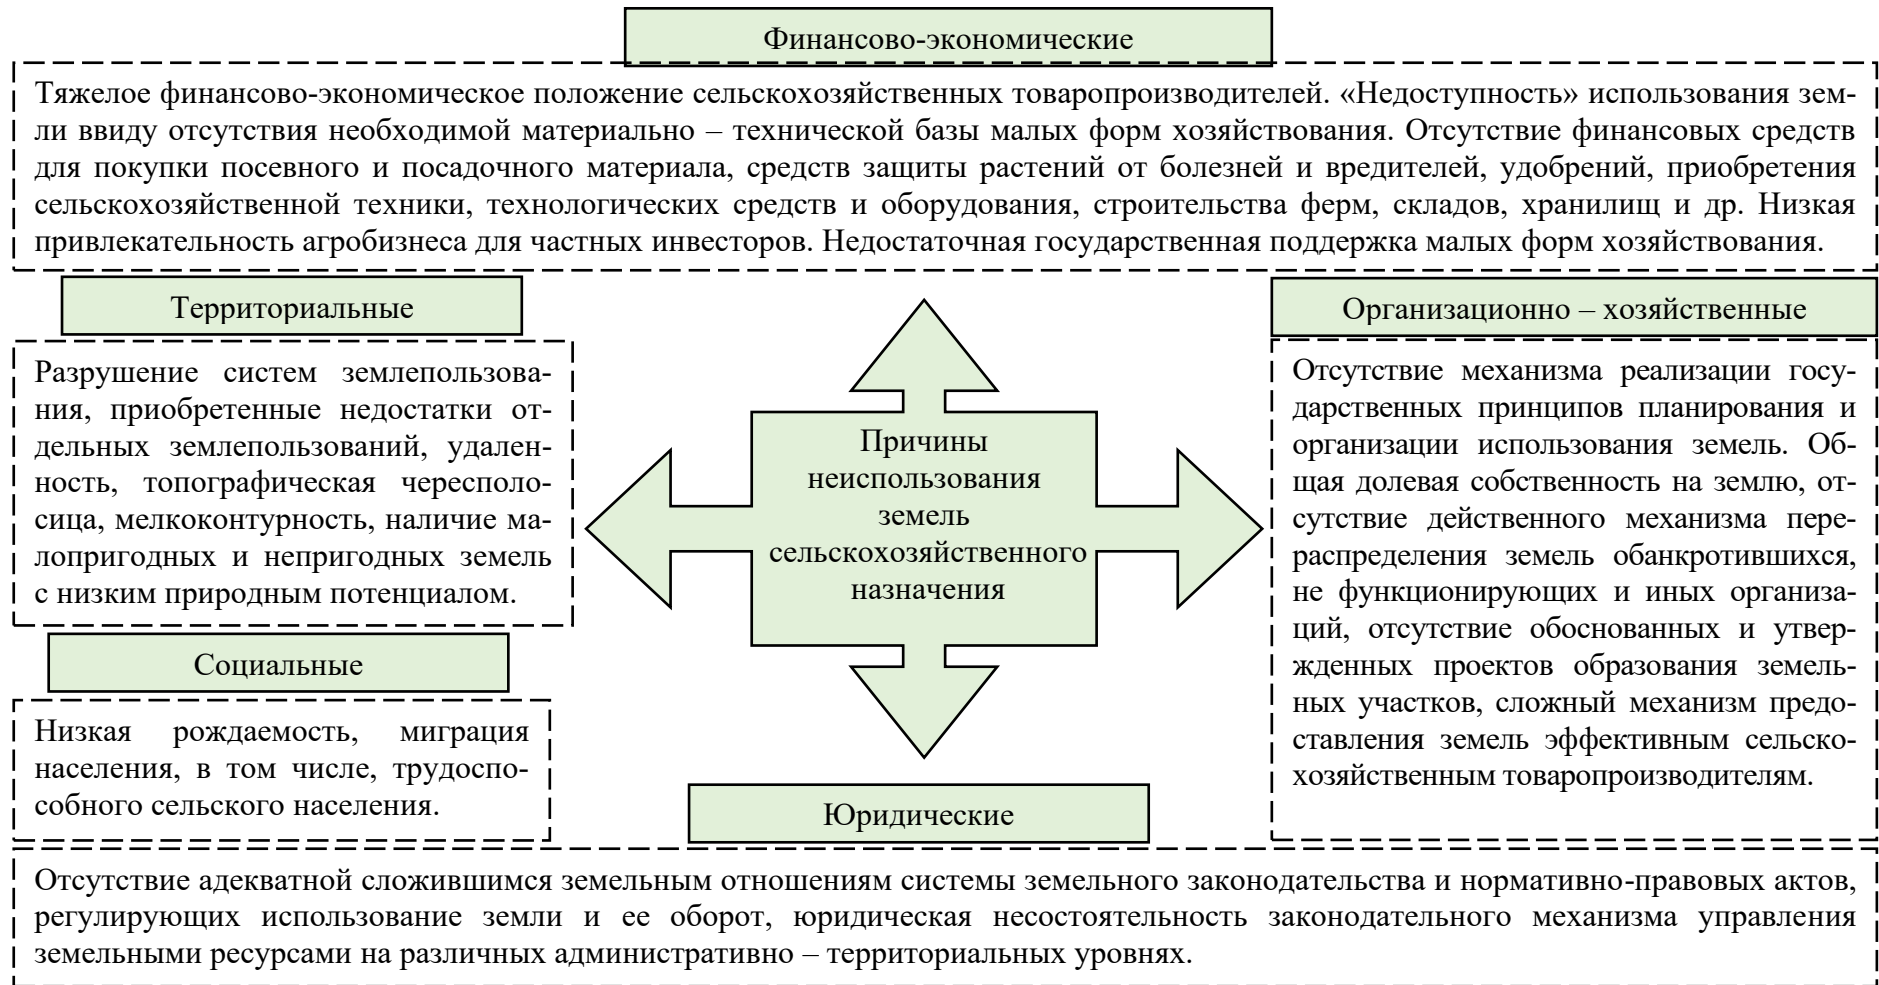 Финансово-экономические
Тяжелое финансово-экономическое положение сельскохозяйственных товаропроизводителей. «Недоступность» использования зем-
ли ввиду отсутствия необходимой материально – технической базы малых форм хозяйствования. Отсутствие финансовых средств
для покупки посевного и посадочного материала, средств защиты растений от болезней и вредителей, удобрений, приобретения
сельскохозяйственной техники, технологических средств и оборудования, строительства ферм, складов, хранилищ и др. Низкая
привлекательность агробизнеса для частных инвесторов. Недостаточная государственная поддержка малых форм хозяйствования.
Территориальные
Разрушение систем землепользова-
ния, приобретенные недостатки от-
дельных землепользований, удален-
ность, топографическая чересполо-
сица, мелкоконтурность, наличие ма-
лопригодных и непригодных земель
с низким природным потенциалом.
Социальные
Низкая рождаемость, миграция
населения, в том числе, трудоспо-
собного сельского населения.
Причины
неиспользования
земель
сельскохозяйственного
назначения
Организационно – хозяйственные
Отсутствие механизма реализации госу-
дарственных принципов планирования и
организации использования земель. Об-
щая долевая собственность на землю, от-
сутствие действенного механизма пере-
распределения земель обанкротившихся,
не функционирующих и иных организа-
ций, отсутствие обоснованных и утвер-
жденных проектов образования земель-
ных участков, сложный механизм предо-
ставления земель эффективным сельско-
хозяйственным товаропроизводителям.
Юридические
Отсутствие адекватной сложившимся земельным отношениям системы земельного законодательства и нормативно-правовых актов,
регулирующих использование земли и ее оборот, юридическая несостоятельность законодательного механизма управления
земельными ресурсами на различных административно – территориальных уровнях.